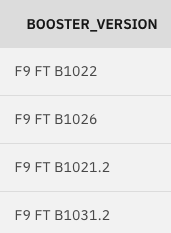 BOOSTER_VERSION
F9 FT B1022
F9 FT B1026
F9 FT B1021.2
F9 FT B1031.2